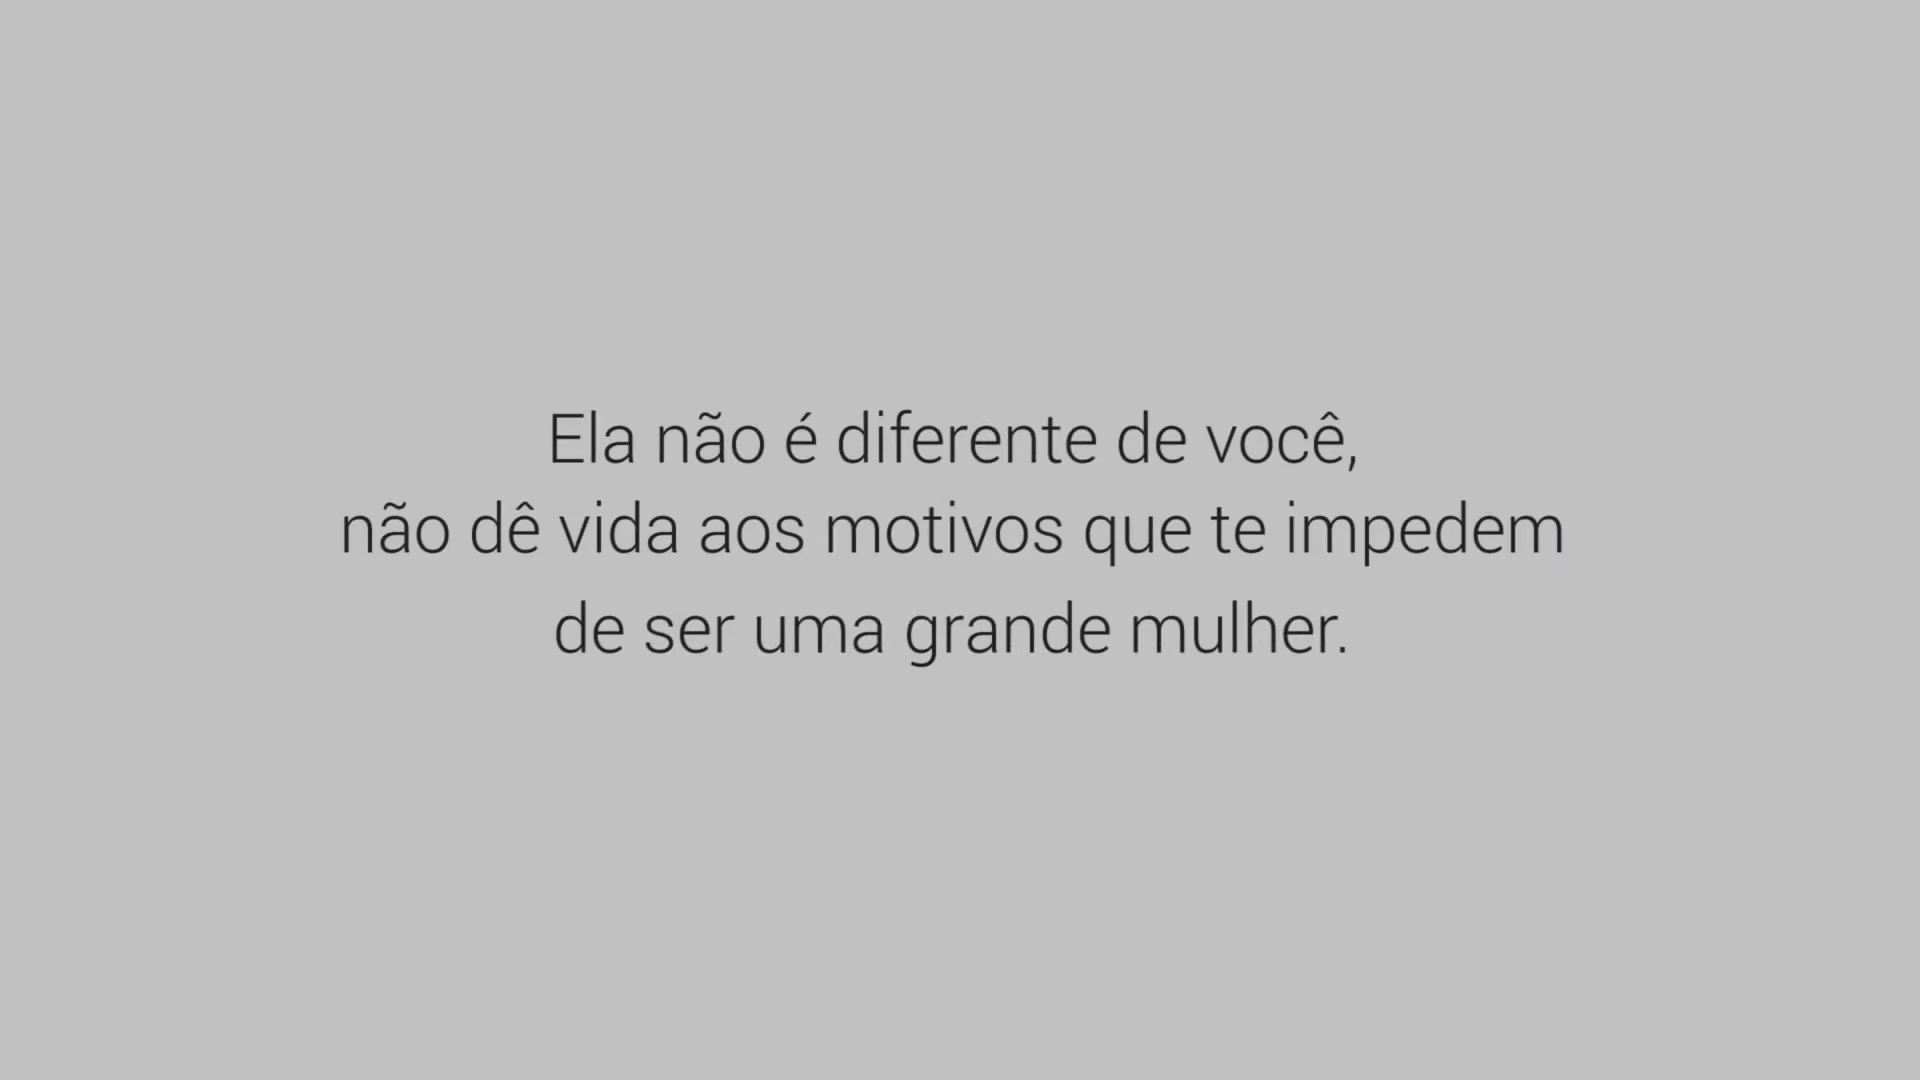 Ela não é diferente de você,
não dê vida aos motivos que te impedem
de ser uma grande mulher.